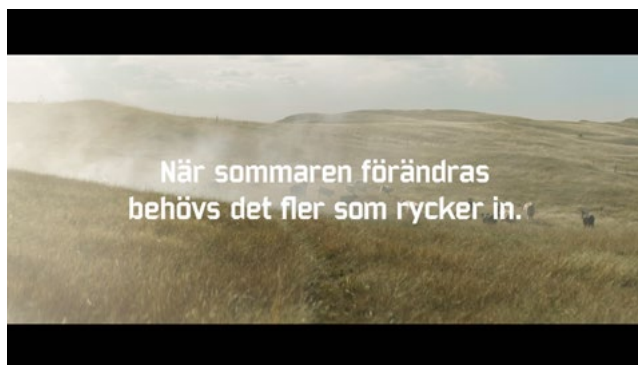 När sommaren förändras
behövs det fler som rycker in.